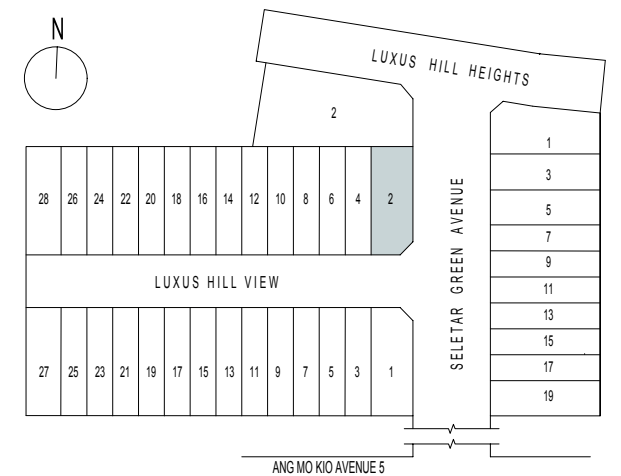 N
LUXUS HILL HEIGHTS
2
1
3
5
7
9
11
13
15
17
19
28 26 24 22 20 18 16 14 12 10 8 6 4 2
SELETAR GREEN AVENUE
LUXUS HILL VIEW
27 25 23 21 19 17 15 13 11 9 7 5 3 1
ANG MO KIO AVENUE 5